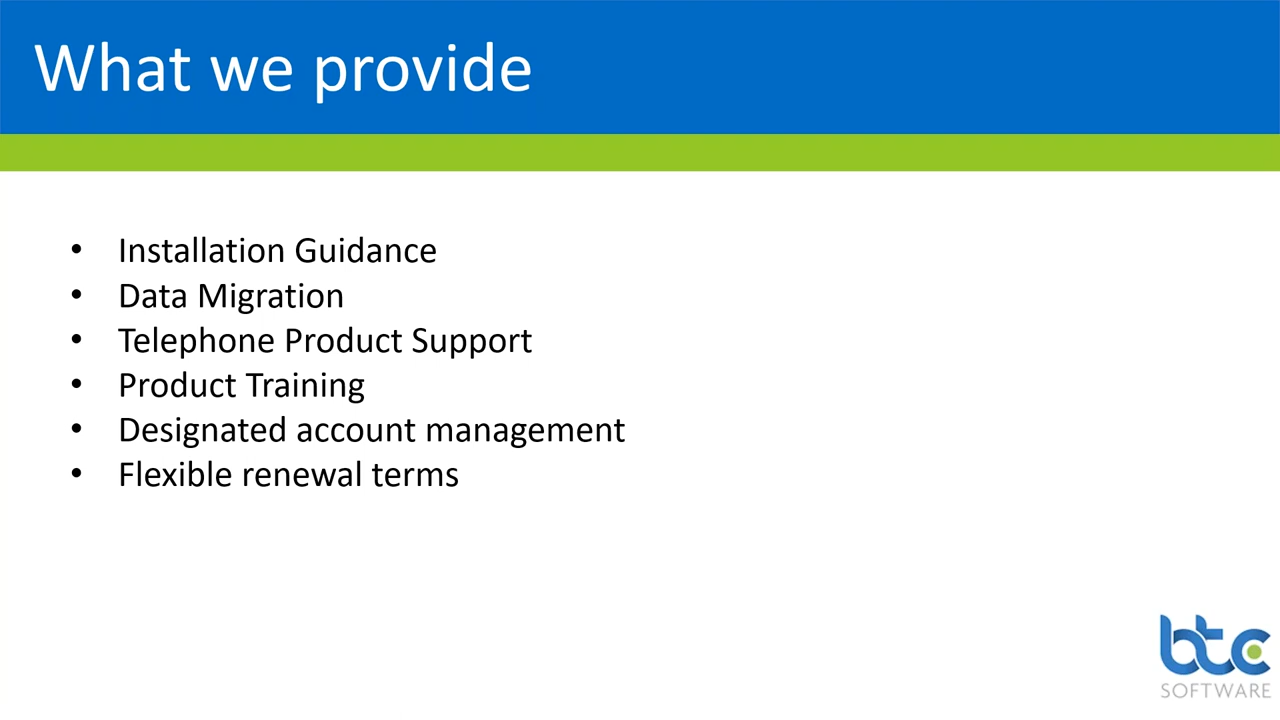 What we provide
• Installation Guidance
• Data Migration
• Telephone Product Support
• Product Training
• Designated account management
• Flexible renewal terms
btc
SOFTWARE